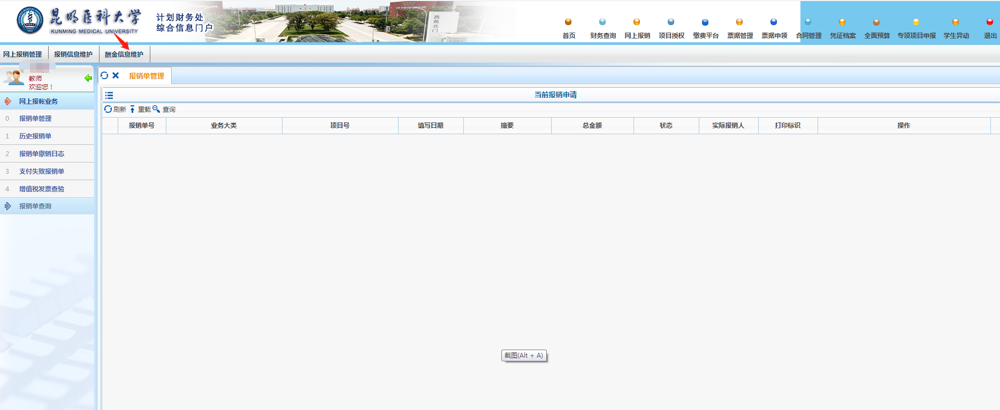 昆明医科大学
KUNMING MEDICAL UNIVERSITY
计划财务处
综合信息门户
西苑北门
首页 财务查询 网上报销 项目授权 缴费平台 票据管理 票据申领 合同管理 凭证档案 全面预算 专项项目申报 学生异动 退出
网上报销管理 报销信息维护 酬金信息维护
教师
欢迎您！
报销单管理
网上报帐业务
0 报销单管理
1 历史报销单
2 报销单撤销日志
3 支付失败报销单
4 增值税发票查验
报销单查询
当前报销申请
刷新 重载 查询
报销单号 业务大类 项目号 填写日期 摘要 总金额 状态 实际报销人 打印标识 操作
截图(Alt + A)